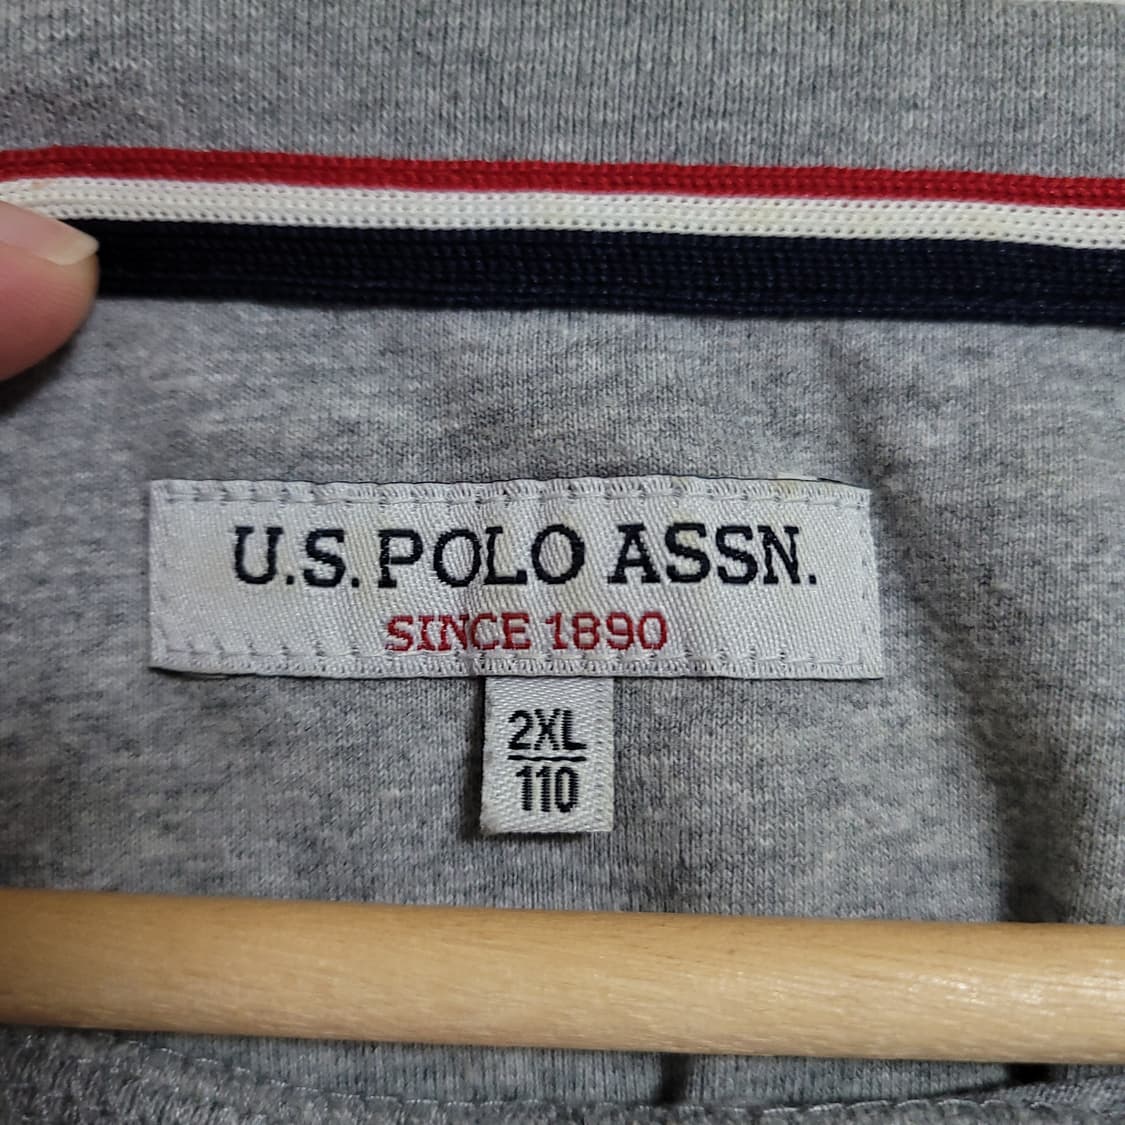 U.S. POLO ASSN.
SINCE 1890
2XL
110